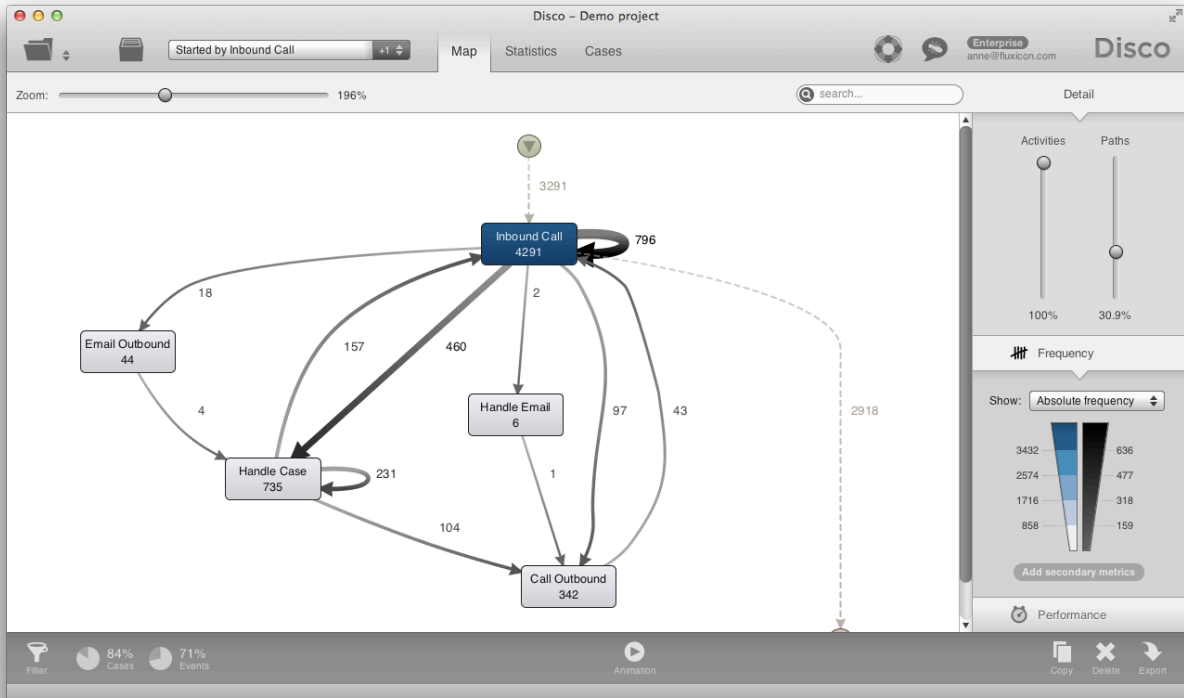 Disco – Demo project
Started by Inbound Call
+1
Map
Statistics
Cases
Enterprise
anne@fluxicon.com
Disco
Zoom:
196%
search...
Detail
Activities
Paths
100%
30.9%
3291
Inbound Call
4291
796
18
2
Email Outbound
44
157
460
Handle Email
6
97
43
2918
4
Handle Case
735
231
1
104
Call Outbound
342
Frequency
Show:
Absolute frequency
3432
636
2574
477
1716
318
858
159
Add secondary metrics
Performance
Filter
84%
Cases
71%
Events
Animation
Copy
Delete
Export